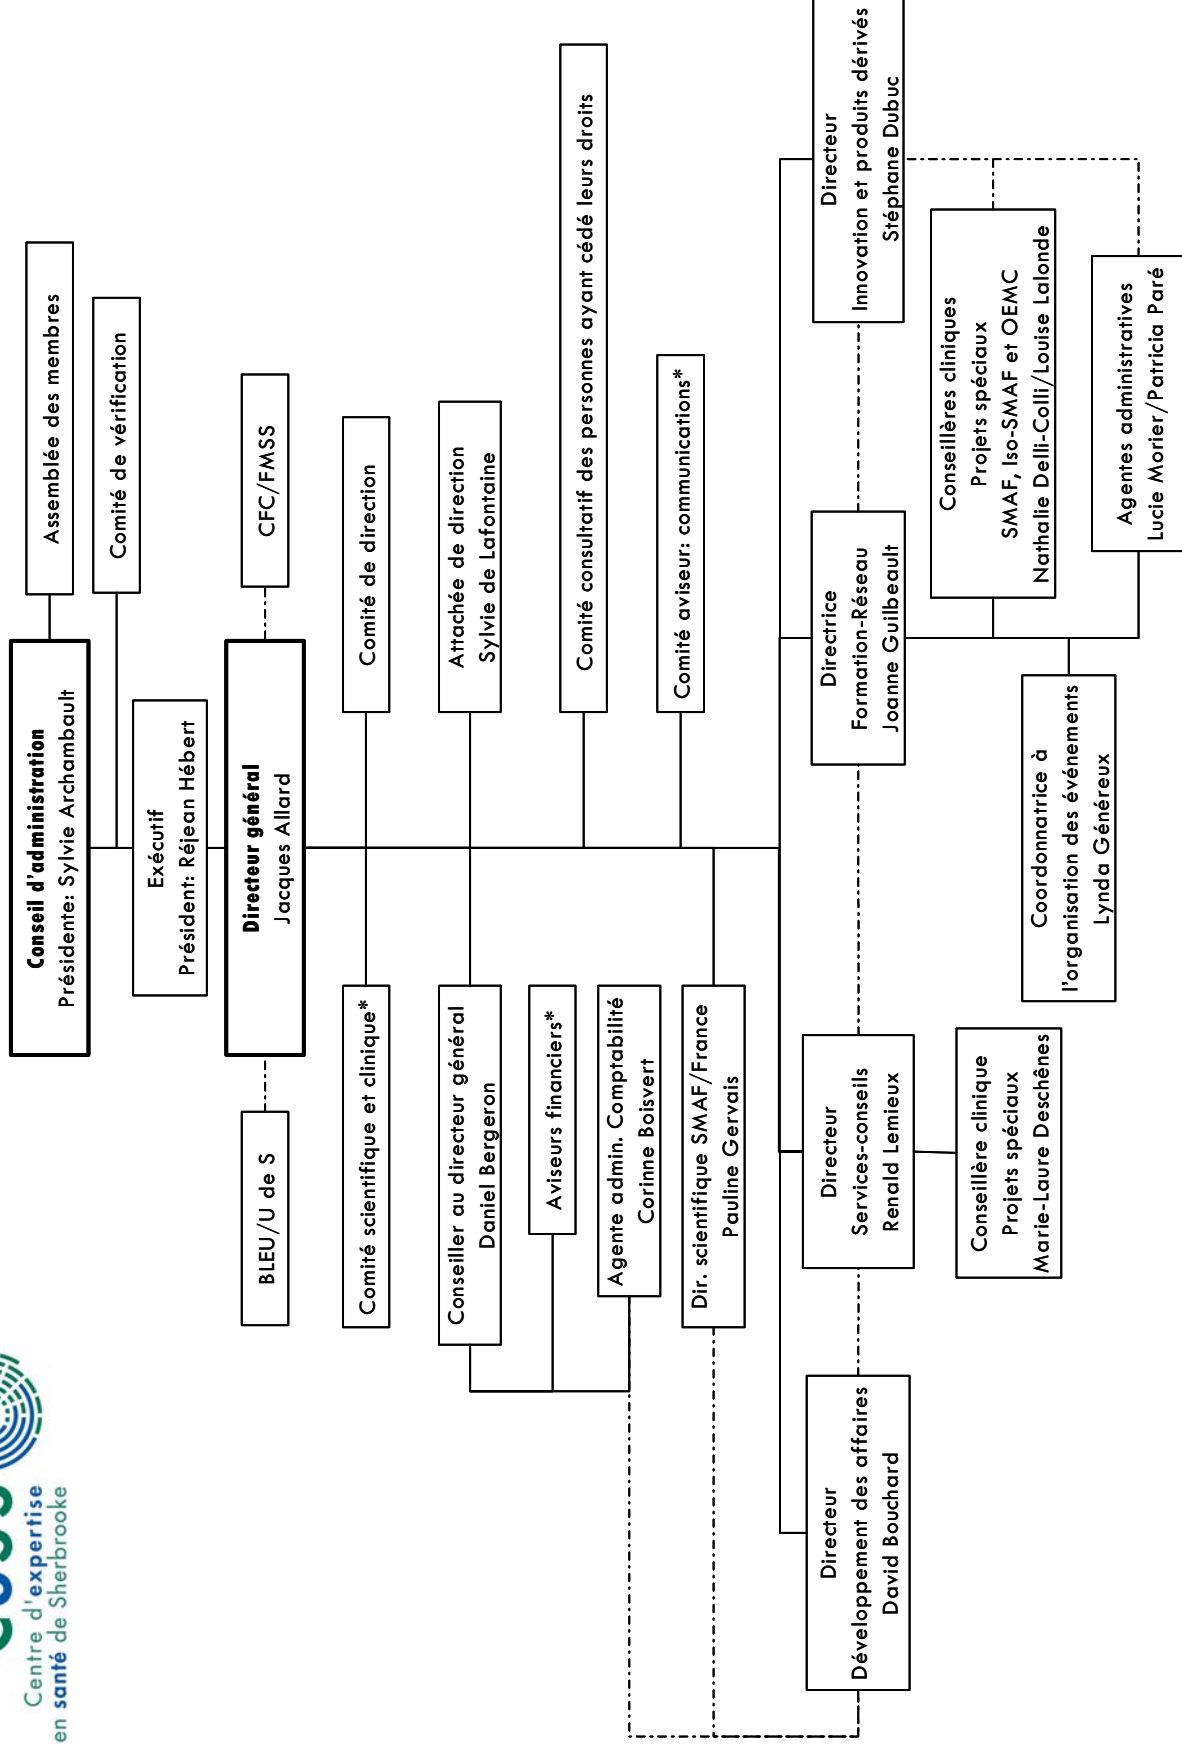 Centre d'expertise
en santé de Sherbrooke
Conseil d'administration
Présidente: Sylvie Archambault
Assemblée des membres
Comité de vérification
Exécutif
Président: Réjean Hébert
BLEU/U de S
Directeur général
Jacques Allard
CFC/FMSS
Comité scientifique et clinique*
Comité de direction
Conseiller au directeur général
Daniel Bergeron
Attachée de direction
Sylvie de Lafontaine
Aviseurs financiers*
Comité consultatif des personnes ayant cédé leurs droits
Agente admin. Comptabilité
Corinne Boisvert
Comité aviseur: communications*
Dir. scientifique SMAF/France
Pauline Gervais
Directeur
Développement des affaires
David Bouchard
Directeur
Services-conseils
Renald Lemieux
Directrice
Formation-Réseau
Joanne Guilbeault
Directeur
Innovation et produits dérivés
Stéphane Dubuc
Conseillère clinique
Projets spéciaux
Marie-Laure Deschênes
Conseillères cliniques
Projets spéciaux
SMAF, Iso-SMAF et OEMC
Nathalie Delli-Colli/Louise Lalonde
Coordonnatrice à
l'organisation des événements
Lynda Généreux
Agentes administratives
Lucie Morier/Patricia Paré